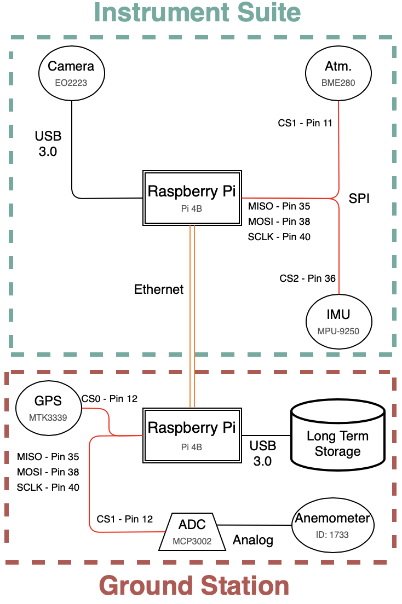 Instrument Suite
Camera
EO2223
Atm.
BME280
USB
3.0
CS1 - Pin 11
Raspberry Pi
Pi 4B
MISO - Pin 35
MOSI - Pin 38
SCLK - Pin 40
SPI
CS2 - Pin 36
IMU
MPU-9250
Ethernet
GPS
MTK3339
CS0 - Pin 12
MISO - Pin 35
MOSI - Pin 38
SCLK - Pin 40
Raspberry Pi
Pi 4B
USB
3.0
Long Term
Storage
CS1 - Pin 12
ADC
MCP3002
Analog
Anemometer
ID: 1733
Ground Station